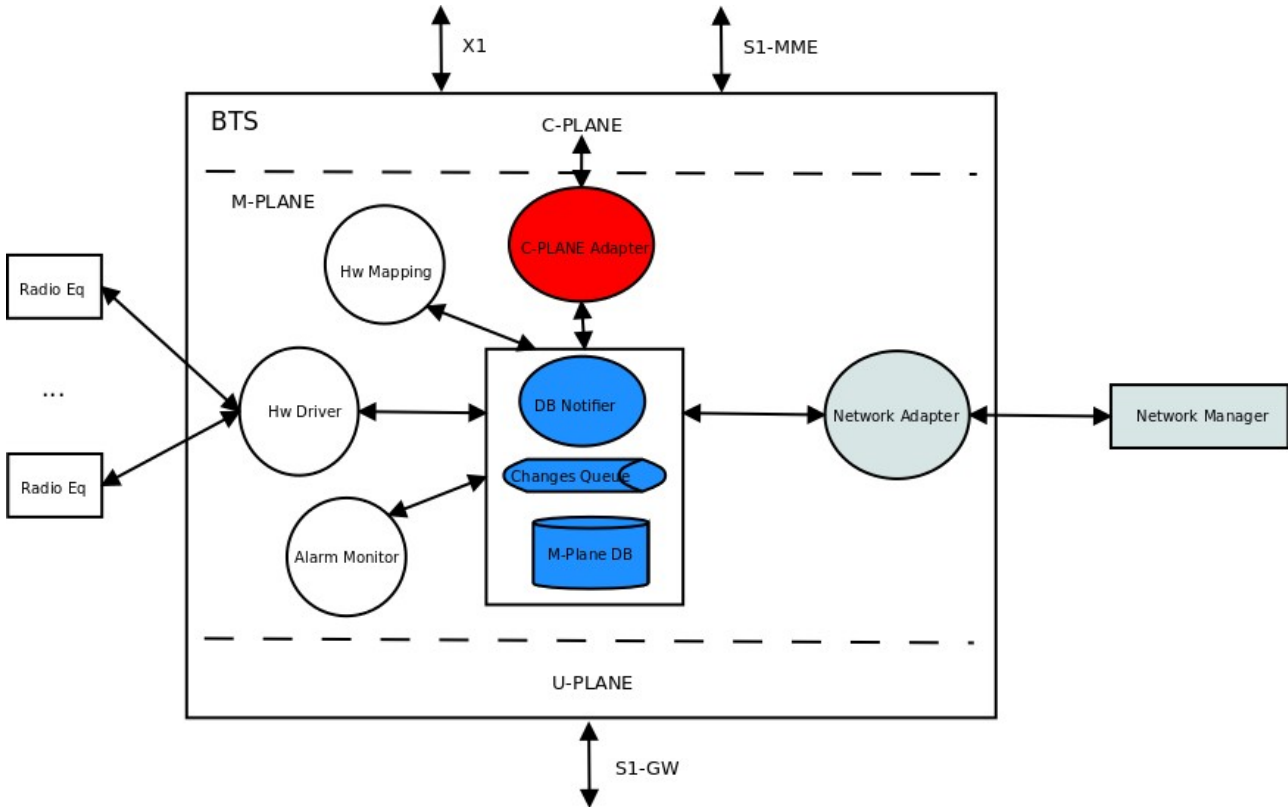 X1
S1-MME
BTS
C-PLANE
M-PLANE
C-PLANE Adapter
Hw Mapping
Radio Eq
...
Radio Eq
Hw Driver
DB Notifier
Network Adapter
Network Manager
Changes Queue
Alarm Monitor
M-Plane DB
U-PLANE
S1-GW